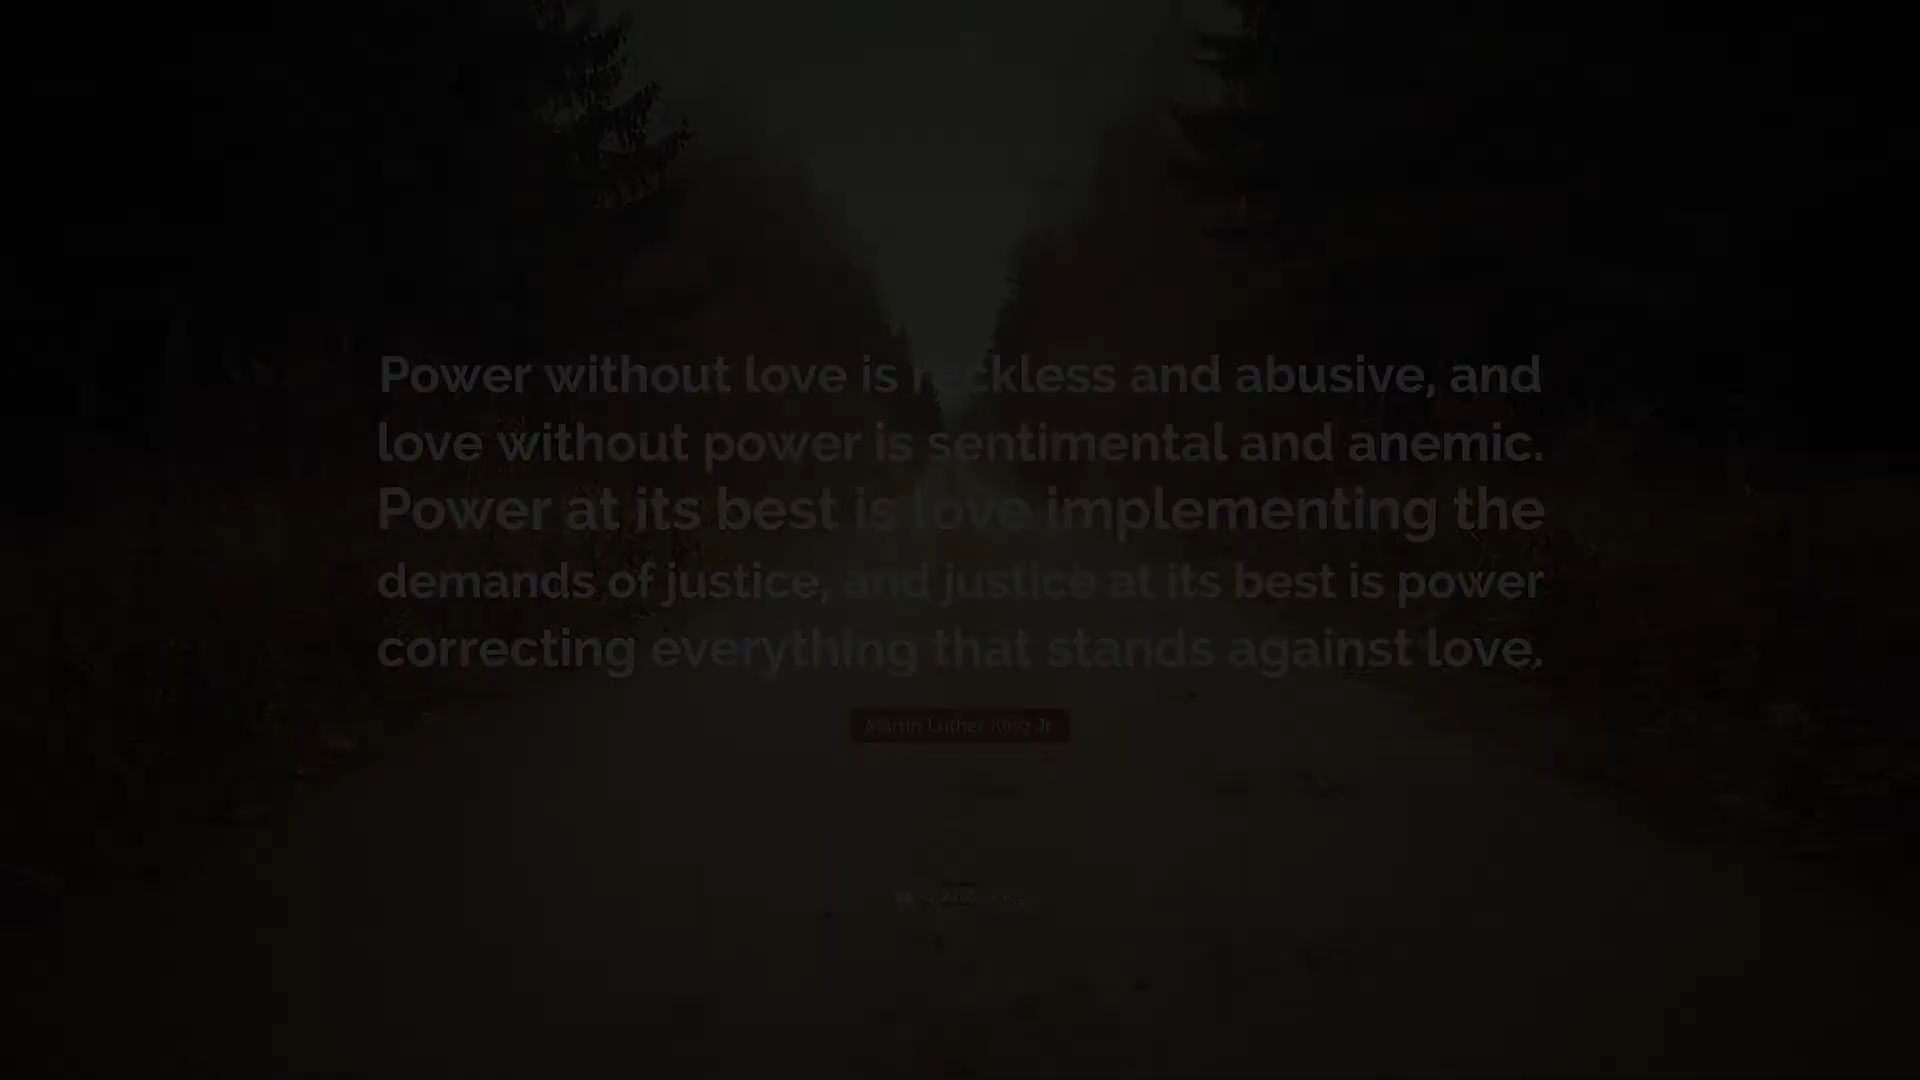 Power without love is reckless and abusive, and
love without power is sentimental and anemic.
Power at its best is love implementing the
demands of justice, and justice at its best is power
correcting everything that stands against love.
Martin Luther King Jr.